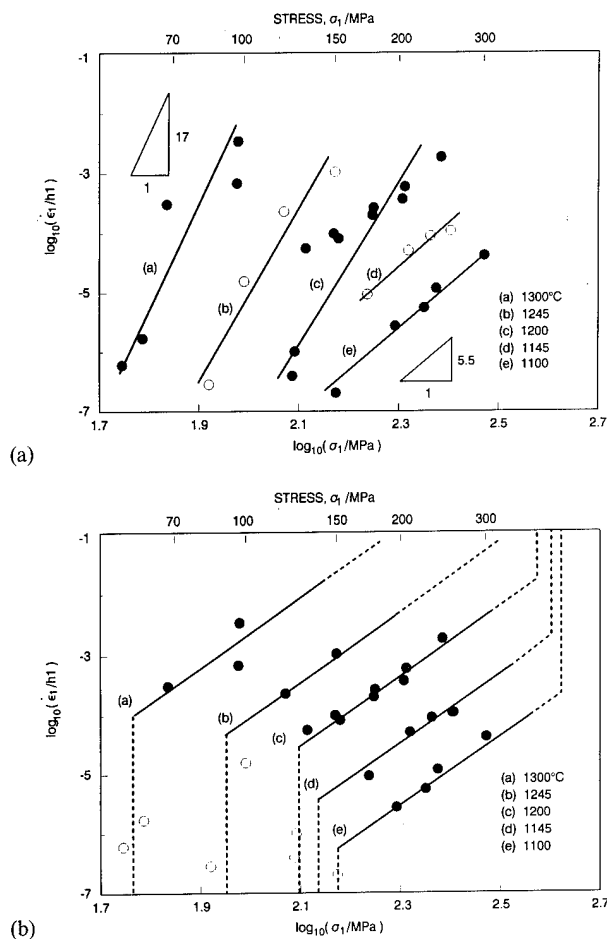 STRESS, σ1 /MPa
70 100 150 200 300
-1
17
1
-3
log10(ε̇1/h1)
(a)
(b)
(c)
(d)
(e)
-5
(a) 1300°C
(b) 1245
(c) 1200
(d) 1145
(e) 1100
5.5
1
-7
1.7 1.9 2.1 2.3 2.5 2.7
(a)
log10(σ1/MPa)
STRESS, σ1 /MPa
70 100 150 200 300
-1
-3
log10(ε̇1/h1)
(a)
(b)
(c)
(d)
(e)
-5
(a) 1300°C
(b) 1245
(c) 1200
(d) 1145
(e) 1100
-7
1.7 1.9 2.1 2.3 2.5 2.7
(b)
log10(σ1/MPa)